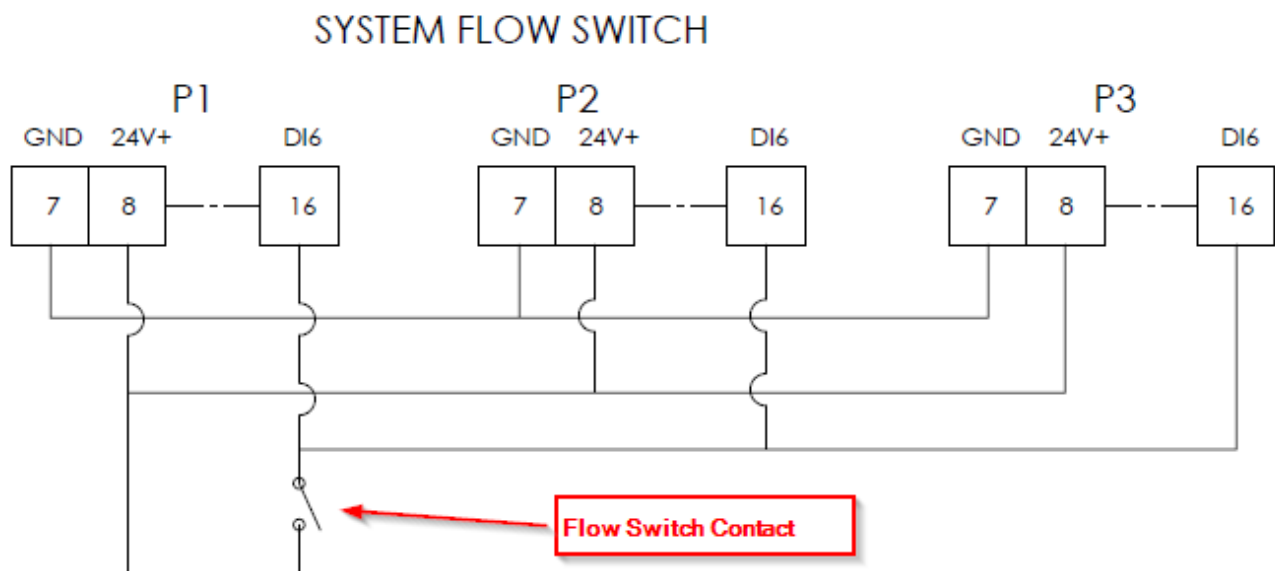 SYSTEM FLOW SWITCH
P1 P2 P3
GND 24V+ DI6 GND 24V+ DI6 GND 24V+ DI6
7 8 16 7 8 16 7 8 16
Flow Switch Contact